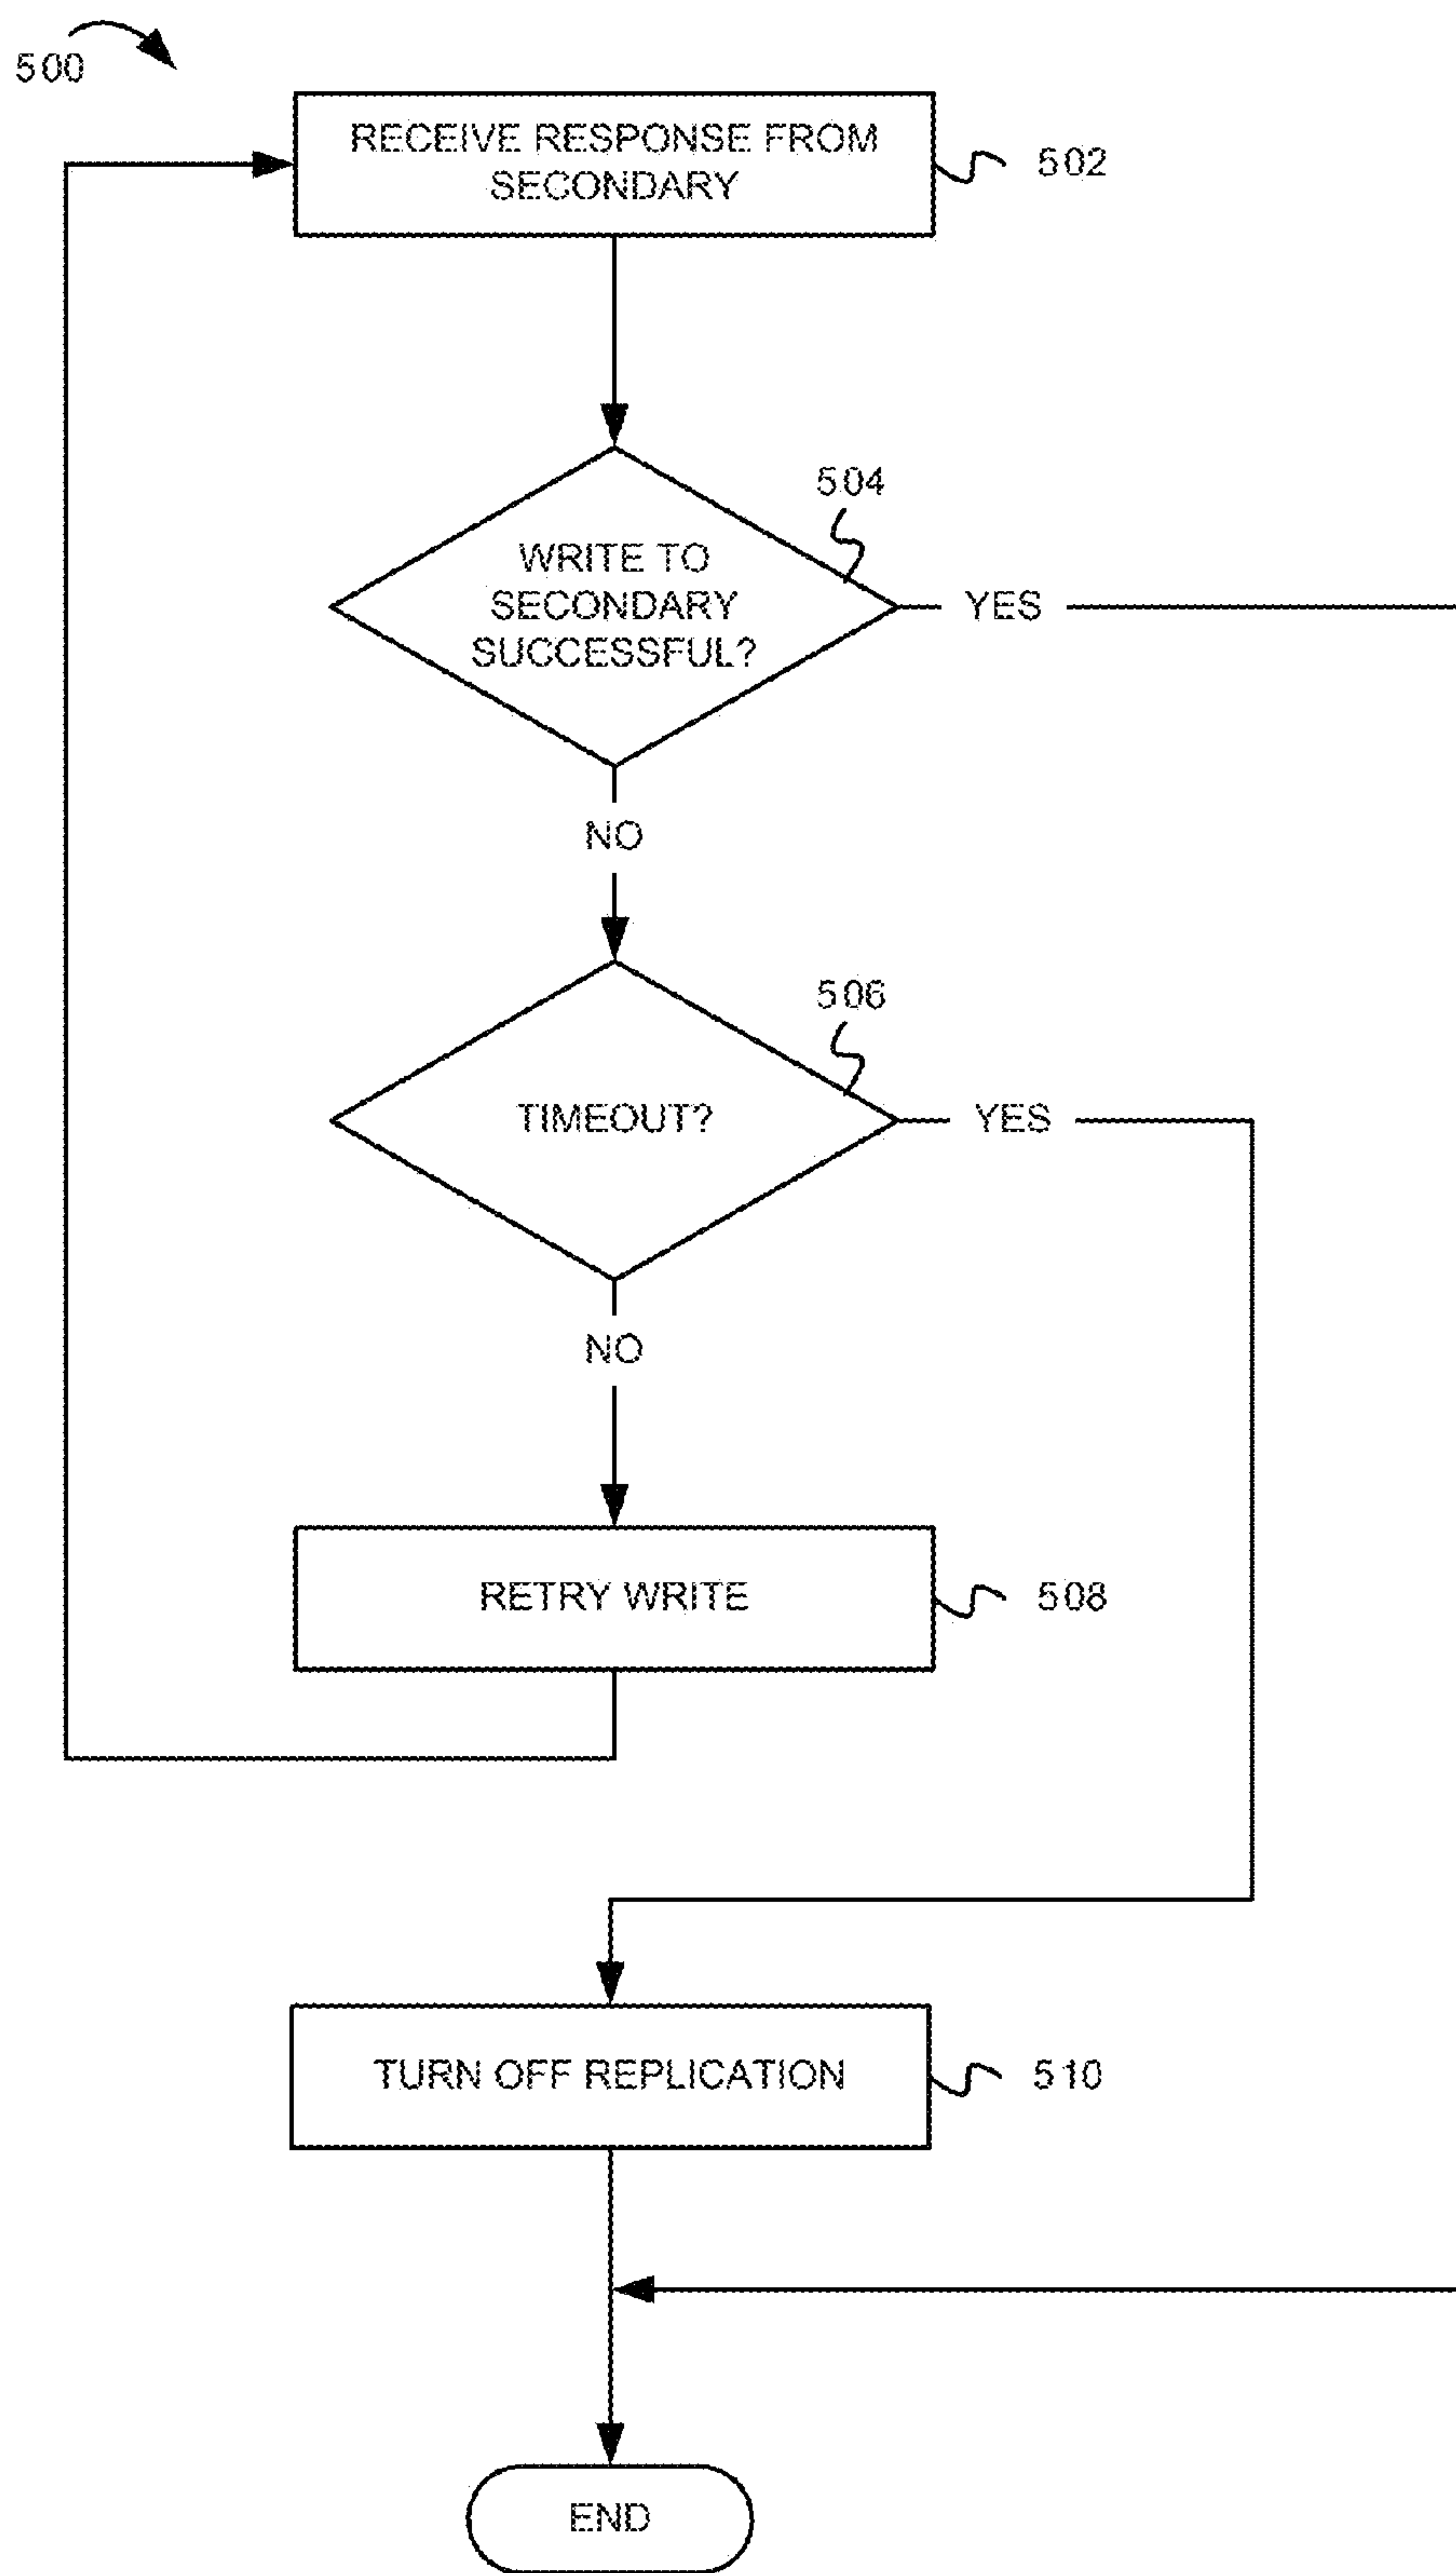 500
RECEIVE RESPONSE FROM
SECONDARY
502
504
WRITE TO
SECONDARY
SUCCESSFUL?
YES
NO
506
TIMEOUT?
YES
NO
RETRY WRITE
508
TURN OFF REPLICATION
510
END